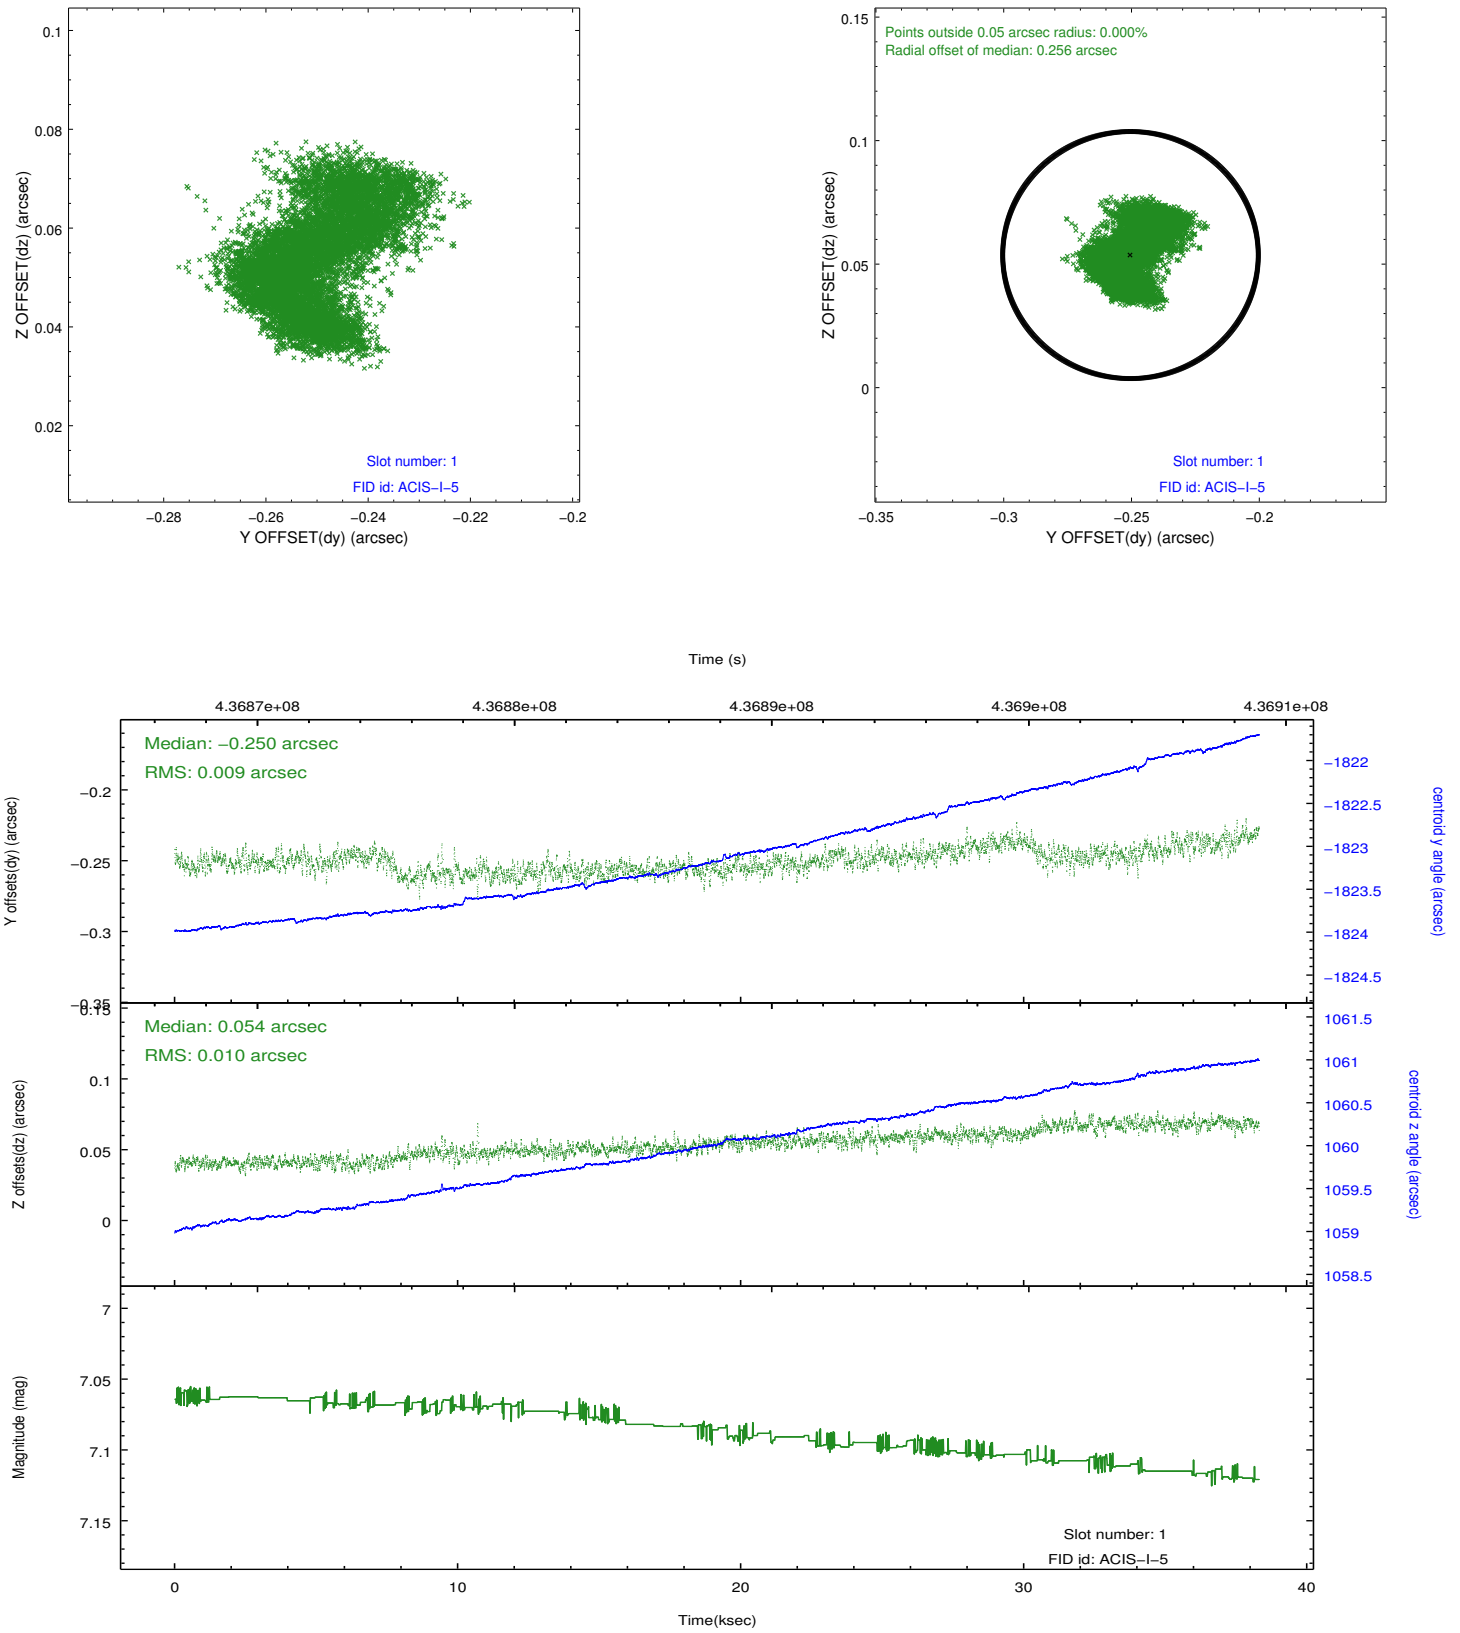 0.1
0.08
0.06
0.04
0.02
Z OFFSET(dz) (arcsec)
Slot number: 1
FID id: ACIS−I−5
−0.28 −0.26 −0.24 −0.22 −0.2
Y OFFSET(dy) (arcsec)
0.15
0.1
0.05
0
Z OFFSET(dz) (arcsec)
Points outside 0.05 arcsec radius: 0.000%
Radial offset of median: 0.256 arcsec
Slot number: 1
FID id: ACIS−I−5
−0.35 −0.3 −0.25 −0.2
Y OFFSET(dy) (arcsec)
Time (s)
4.3687e+08 4.3688e+08 4.3689e+08 4.369e+08 4.3691e+08
Median: −0.250 arcsec
RMS: 0.009 arcsec
−0.2
−0.25
−0.3
−0.35
Y offsets(dy) (arcsec)
−1822
−1822.5
−1823
−1823.5
−1824
−1824.5
centroid y angle (arcsec)
Median: 0.054 arcsec
RMS: 0.010 arcsec
0.15
0.1
0.05
0
Z offsets(dz) (arcsec)
1061.5
1061
1060.5
1060
1059.5
1059
1058.5
centroid z angle (arcsec)
7
7.05
7.1
7.15
Magnitude (mag)
Slot number: 1
FID id: ACIS−I−5
0 10 20 30 40
Time(ksec)